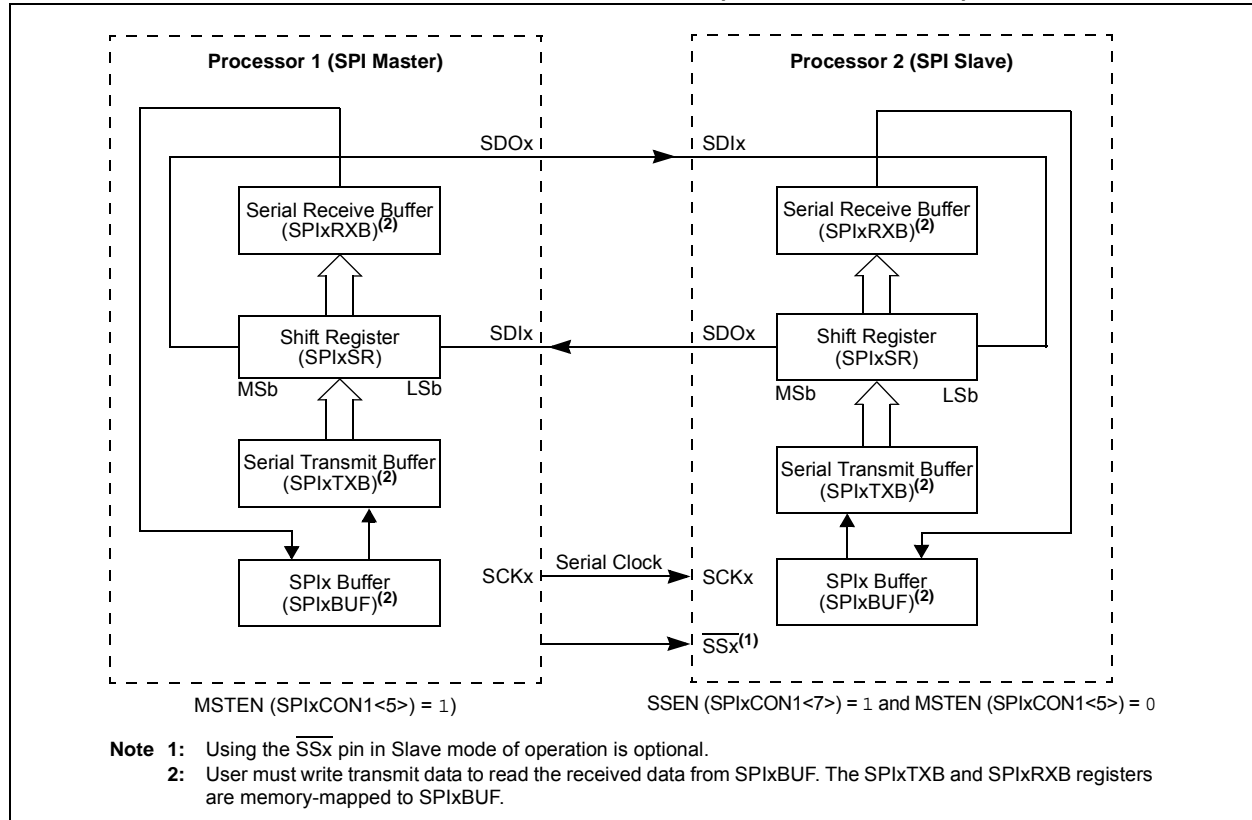 Processor 1 (SPI Master)
Processor 2 (SPI Slave)
SDOx
SDIx
Serial Receive Buffer
(SPIxRXB)(2)
Serial Receive Buffer
(SPIxRXB)(2)
Shift Register
(SPIxSR)
SDIx
SDOx
Shift Register
(SPIxSR)
MSb
LSb
MSb
LSb
Serial Transmit Buffer
(SPIxTXB)(2)
Serial Transmit Buffer
(SPIxTXB)(2)
SPIx Buffer
(SPIxBUF)(2)
SCKx
Serial Clock
SCKx
SPIx Buffer
(SPIxBUF)(2)
SSx(1)
MSTEN (SPIxCON1<5>) = 1)
SSEN (SPIxCON1<7>) = 1 and MSTEN (SPIxCON1<5>) = 0
Note 1: Using the SSx pin in Slave mode of operation is optional.
2: User must write transmit data to read the received data from SPIxBUF. The SPIxTXB and SPIxRXB registers
are memory-mapped to SPIxBUF.